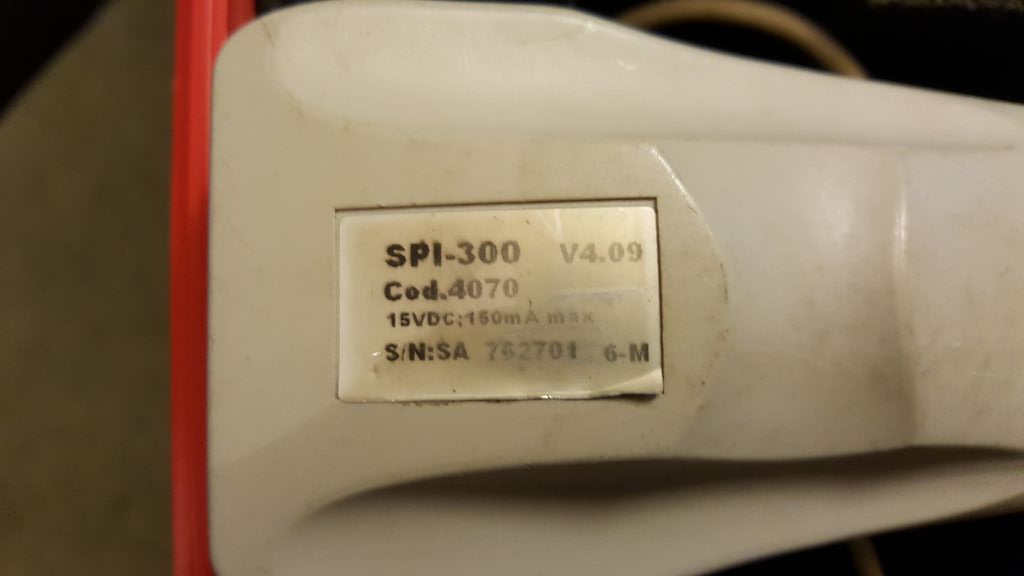 SPI-300 V4.09
Cod.4070
15VDC;150mA max
S/N:SA 762701 6-M